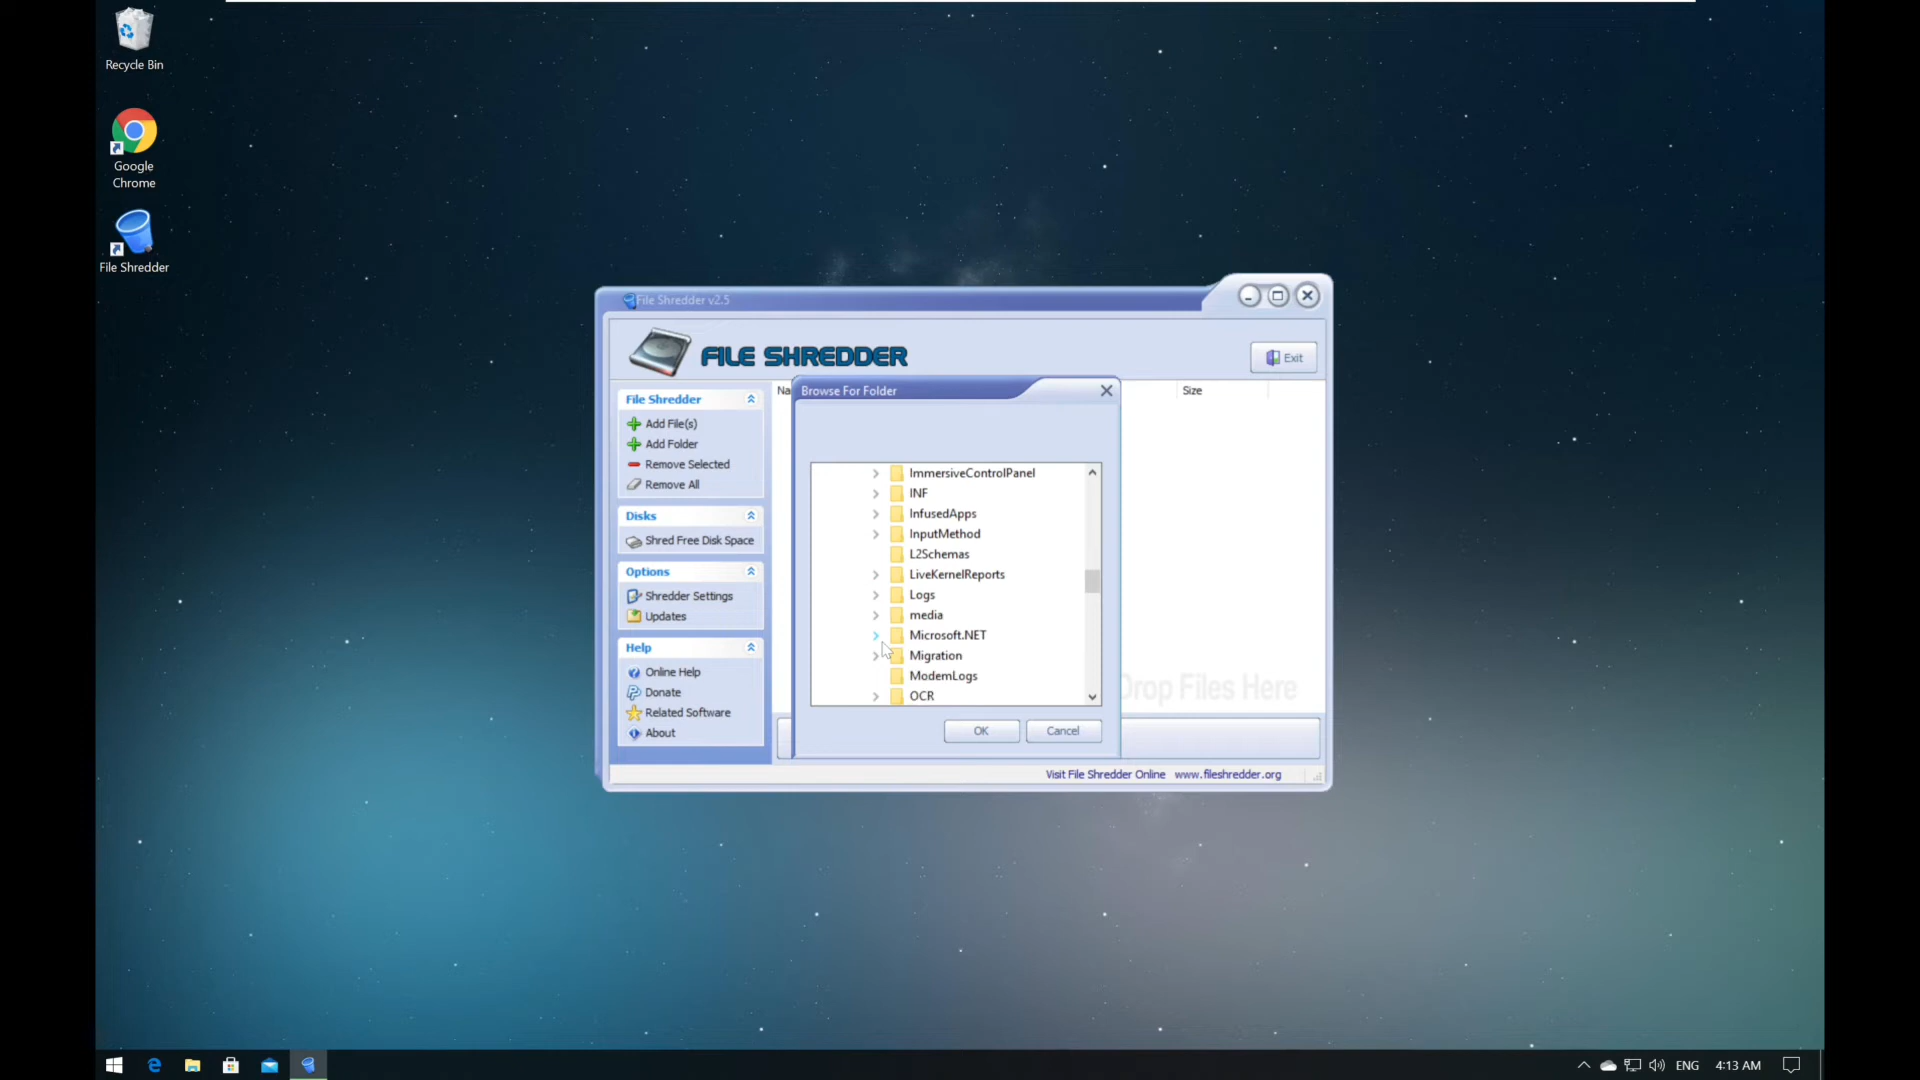 Recycle Bin
Google
Chrome
File Shredder
File Shredder v2.5
FILE SHREDDER
Exit
File Shredder
Add File(s)
Add Folder
Remove Selected
Remove All
Disks
Shred Free Disk Space
Options
Shredder Settings
Updates
Help
Online Help
Donate
Related Software
About
Na
Size
Browse For Folder
ImmersiveControlPanel
INF
InfusedApps
InputMethod
L2Schemas
LiveKernelReports
Logs
media
Microsoft.NET
Migration
ModemLogs
OCR
OK
Cancel
Drop Files Here
Visit File Shredder Online www.fileshredder.org
ENG
4:13 AM